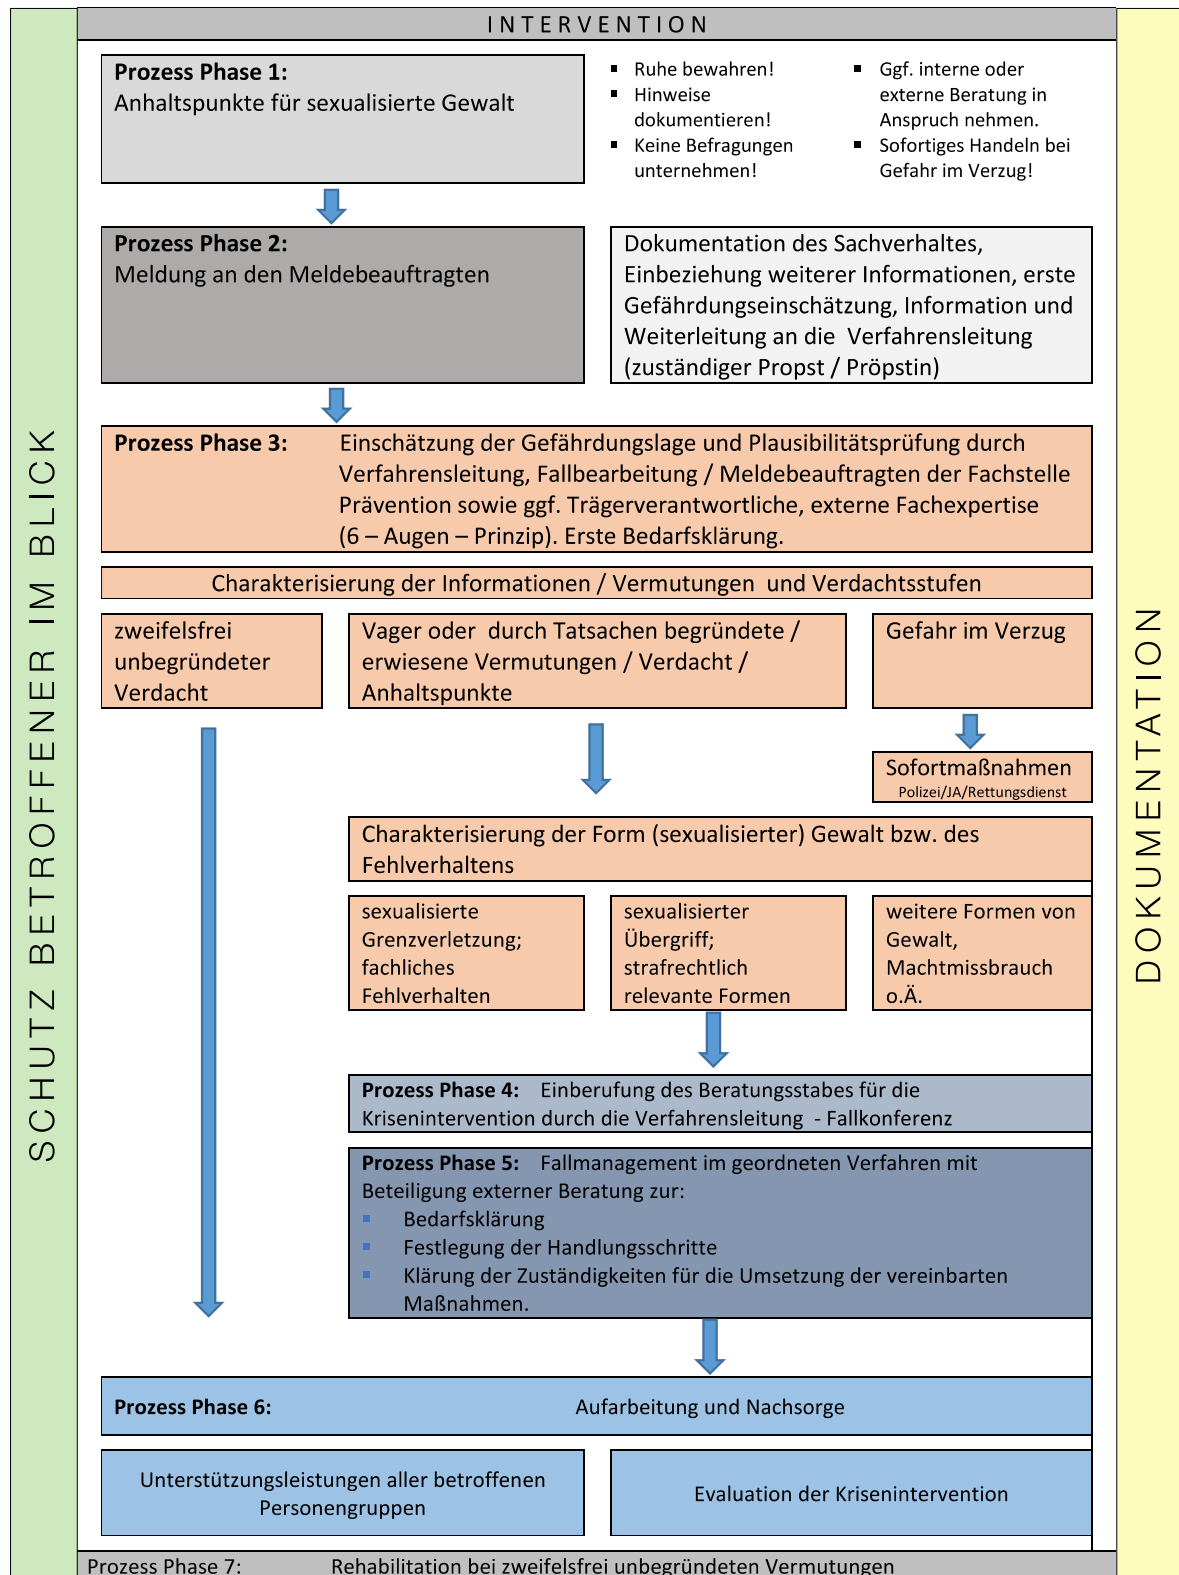 INTERVENTION
SCHUTZ BETROFFENER IM BLICK
Prozess Phase 1:
Anhaltspunkte für sexualisierte Gewalt
▪ Ruhe bewahren!
▪ Hinweise
dokumentieren!
▪ Keine Befragungen
unternehmen!
▪ Ggf. interne oder
externe Beratung in
Anspruch nehmen.
▪ Sofortiges Handeln bei
Gefahr im Verzug!
Prozess Phase 2:
Meldung an den Meldebeauftragten
Dokumentation des Sachverhaltes,
Einbeziehung weiterer Informationen, erste
Gefährdungseinschätzung, Information und
Weiterleitung an die Verfahrensleitung
(zuständiger Propst / Pröpstin)
Prozess Phase 3: Einschätzung der Gefährdungslage und Plausibilitätsprüfung durch
Verfahrensleitung, Fallbearbeitung / Meldebeauftragten der Fachstelle
Prävention sowie ggf. Trägerverantwortliche, externe Fachexpertise
(6 – Augen – Prinzip). Erste Bedarfsklärung.
Charakterisierung der Informationen / Vermutungen und Verdachtsstufen
zweifelsfrei
unbegründeter
Verdacht
Vager oder durch Tatsachen begründete /
erwiesene Vermutungen / Verdacht /
Anhaltspunkte
Gefahr im Verzug
Sofortmaßnahmen
Polizei/JA/Rettungsdienst
Charakterisierung der Form (sexualisierter) Gewalt bzw. des
Fehlverhaltens
sexualisierte
Grenzverletzung;
fachliches
Fehlverhalten
sexualisierter
Übergriff;
strafrechtlich
relevante Formen
weitere Formen von
Gewalt,
Machtmissbrauch
o.Ä.
Prozess Phase 4: Einberufung des Beratungsstabes für die
Krisenintervention durch die Verfahrensleitung - Fallkonferenz
Prozess Phase 5: Fallmanagement im geordneten Verfahren mit
Beteiligung externer Beratung zur:
▪ Bedarfsklärung
▪ Festlegung der Handlungsschritte
▪ Klärung der Zuständigkeiten für die Umsetzung der vereinbarten
Maßnahmen.
Prozess Phase 6: Aufarbeitung und Nachsorge
Unterstützungsleistungen aller betroffenen
Personengruppen
Evaluation der Krisenintervention
Prozess Phase 7: Rehabilitation bei zweifelsfrei unbegründeten Vermutungen
DOKUMENTATION